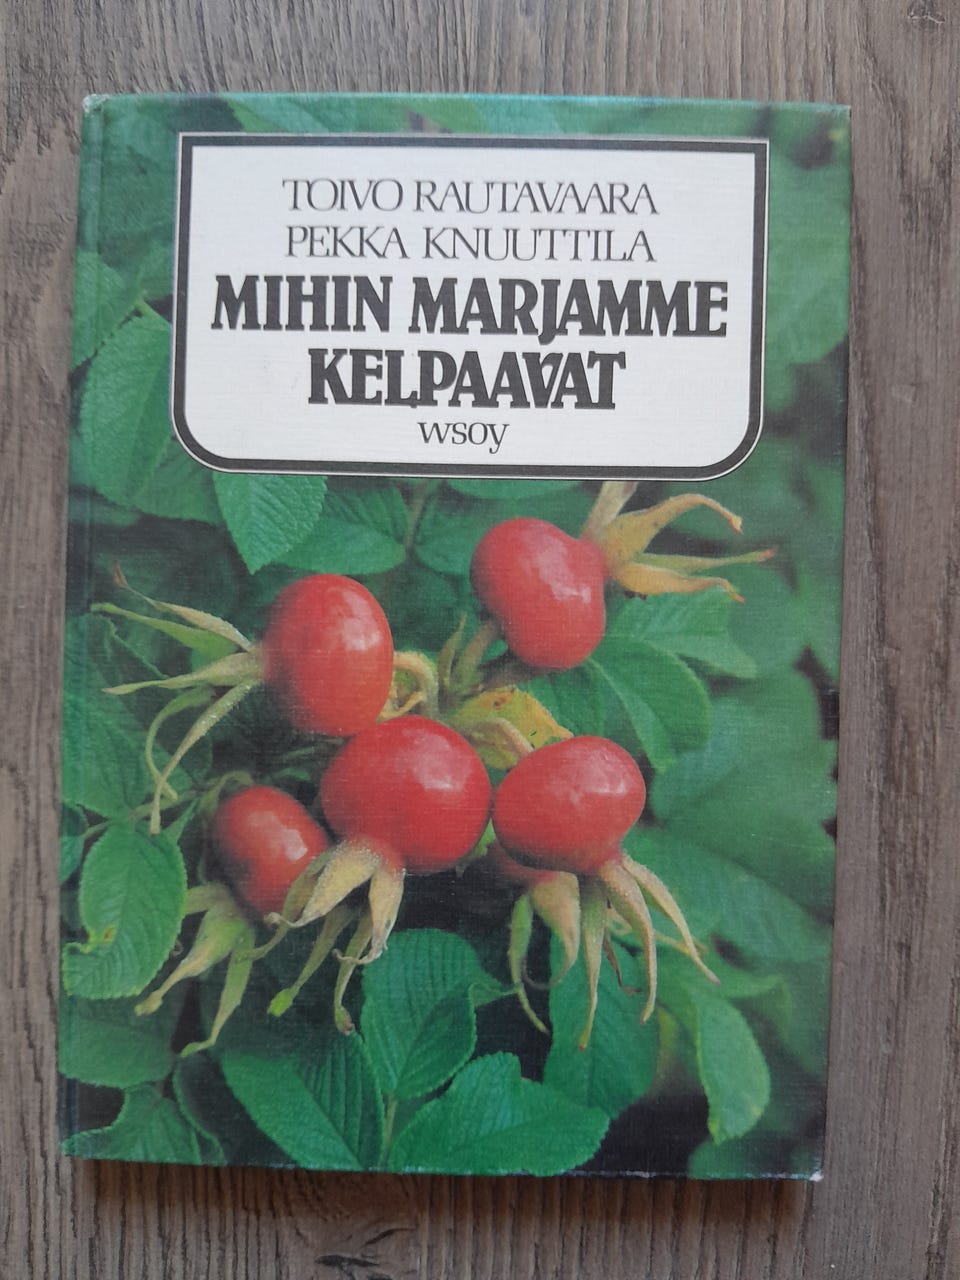 TOIVO RAUTAVAARA
PEKKA KNUUTTILA
MIHIN MARJAMME
KELPAAVAT
wsoy